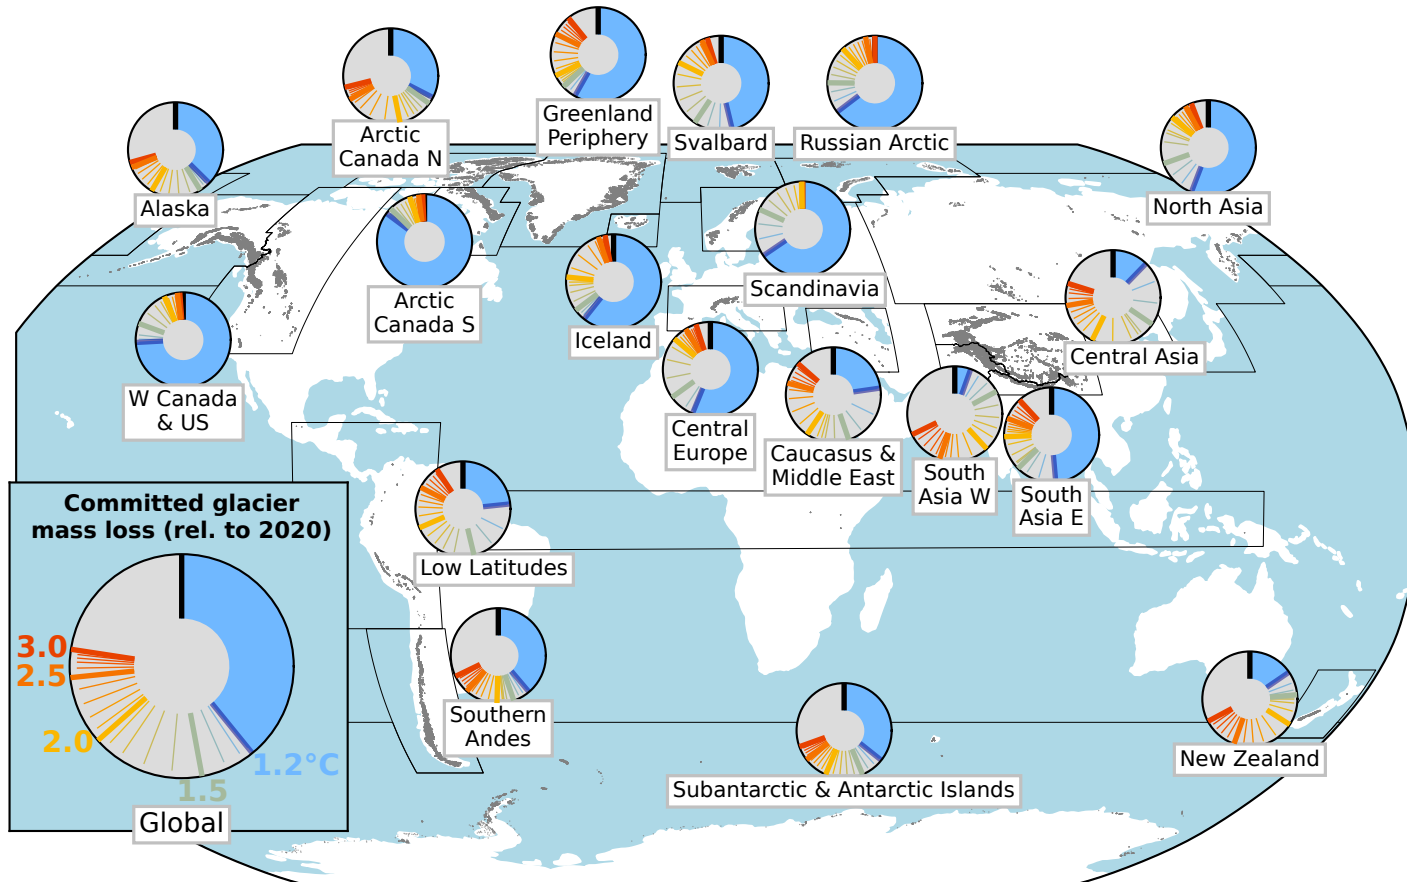 Arctic
Canada N
Greenland
Periphery
Svalbard
Russian Arctic
Alaska
North Asia
Arctic
Canada S
Scandinavia
Iceland
Central Asia
W Canada
& US
Central
Europe
Caucasus &
Middle East
South
Asia W
South
Asia E
Committed glacier
mass loss (rel. to 2020)
3.0
2.5
2.0
1.5
1.2°C
Global
Low Latitudes
Southern
Andes
Subantarctic & Antarctic Islands
New Zealand